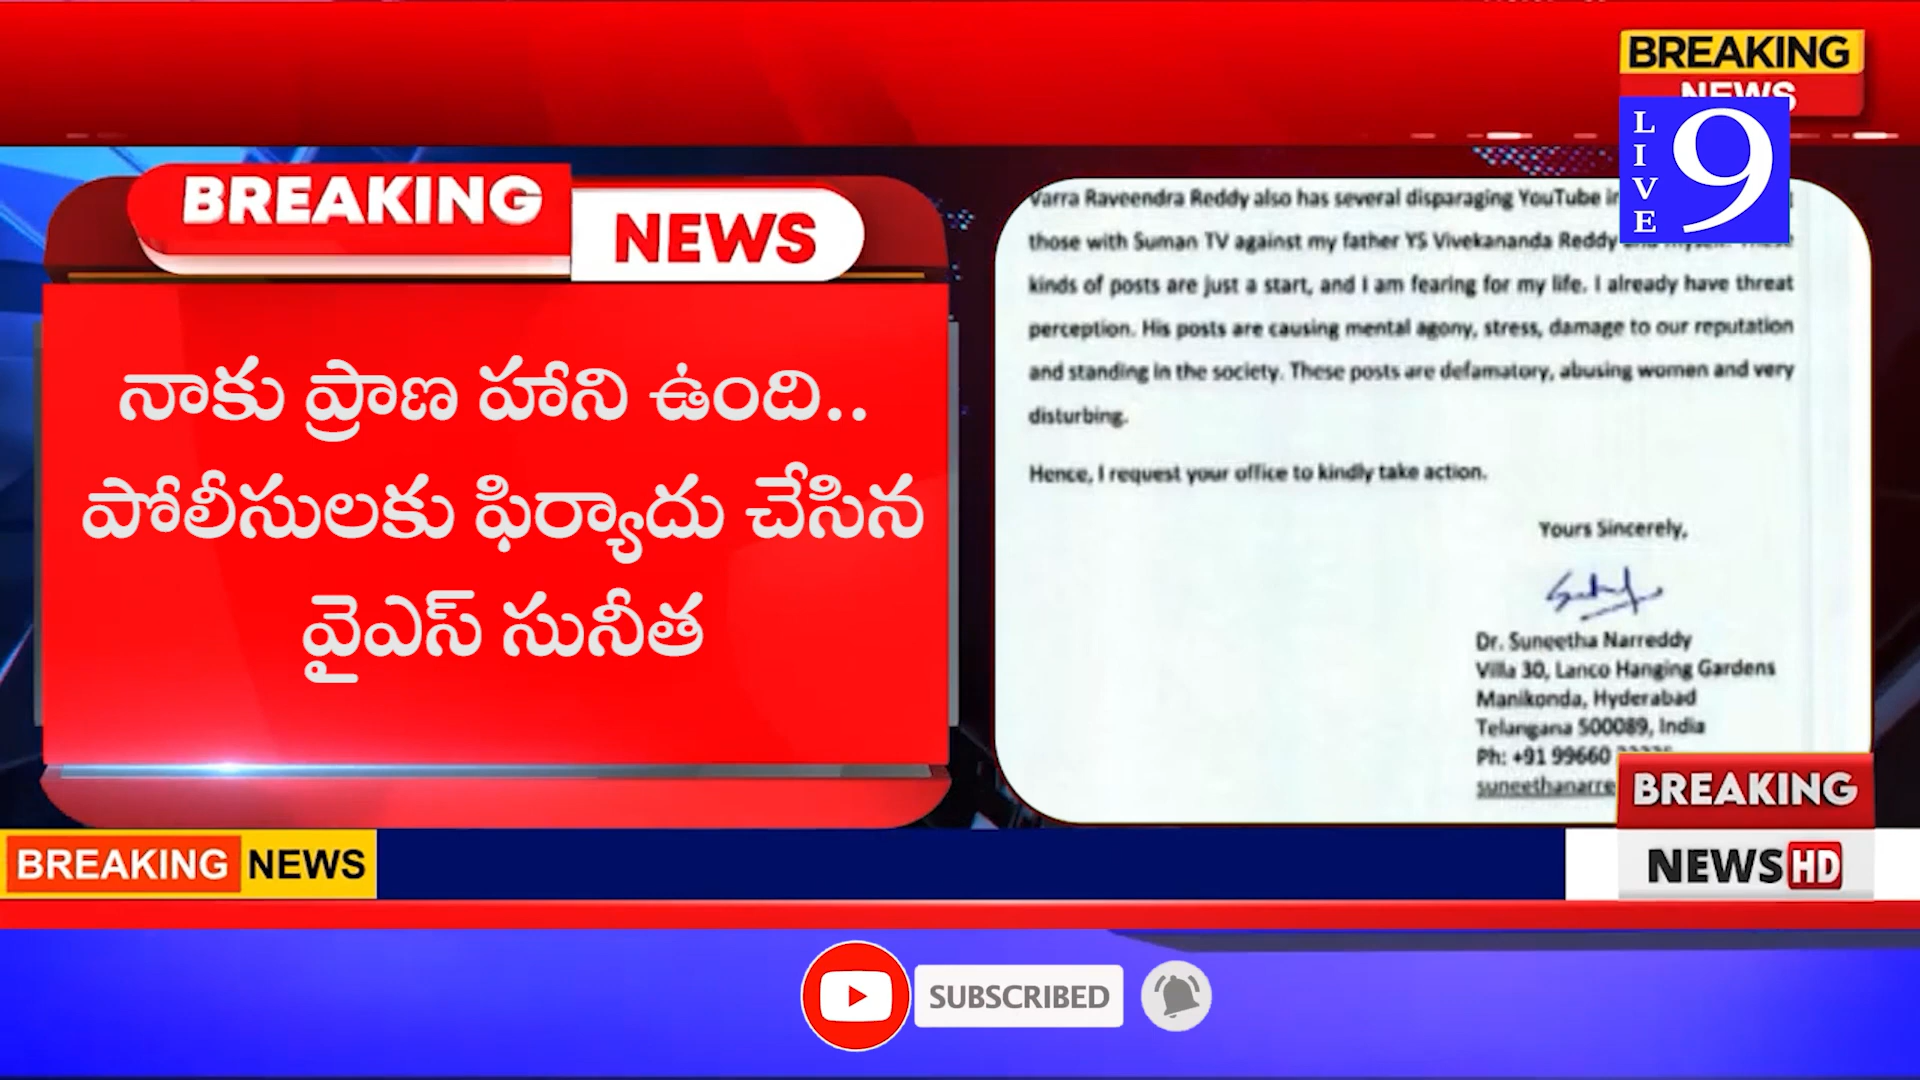 BREAKING
NEWS
LIVE 9
BREAKING
NEWS
నాకు ప్రాణ హాని ఉంది..
పోలీసులకు ఫిర్యాదు చేసిన
వైఎస్ సునీత
Varra Raveendra Reddy also has several disparaging YouTube
those with Suman TV against my father YS Vivekananda Reddy
kinds of posts are just a start, and I am fearing for my life. I already have threat
perception. His posts are causing mental agony, stress, damage to our reputation
and standing in the society. These posts are defamatory, abusing women and very
disturbing.
Hence, I request your office to kindly take action.
Yours Sincerely,
Dr. Suneetha Narreddy
Villa 30, Lanco Hanging Gardens
Manikonda, Hyderabad
Telangana 500089, India
Ph: +91 99660
suneethanarre
BREAKING
NEWS HD
BREAKING NEWS
SUBSCRIBED